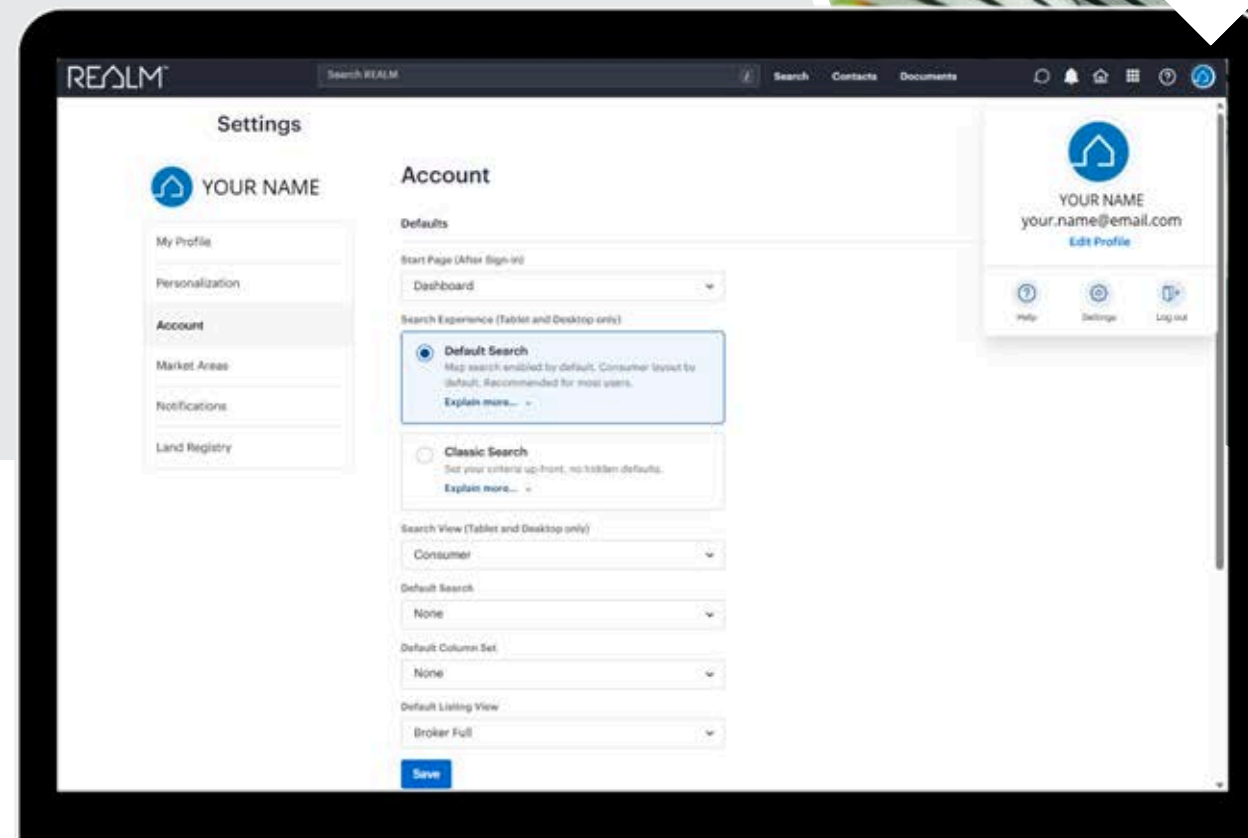 REALM™
Search REALM
/
Search
Contacts
Documents
Settings
YOUR NAME
My Profile
Personalization
Account
Market Areas
Notifications
Land Registry
Account
Defaults
Start Page (After Sign-in)
Dashboard
Search Experience (Tablet and Desktop only)
Default Search
Map search enabled by default. Consumer layout by
default. Recommended for most users.
Explain more...
Classic Search
Set your criteria up-front, no hidden defaults.
Explain more...
Search View (Tablet and Desktop only)
Consumer
Default Search
None
Default Column Set
None
Default Listing View
Broker Full
Save
YOUR NAME
your.name@email.com
Edit Profile
Help
Settings
Log out